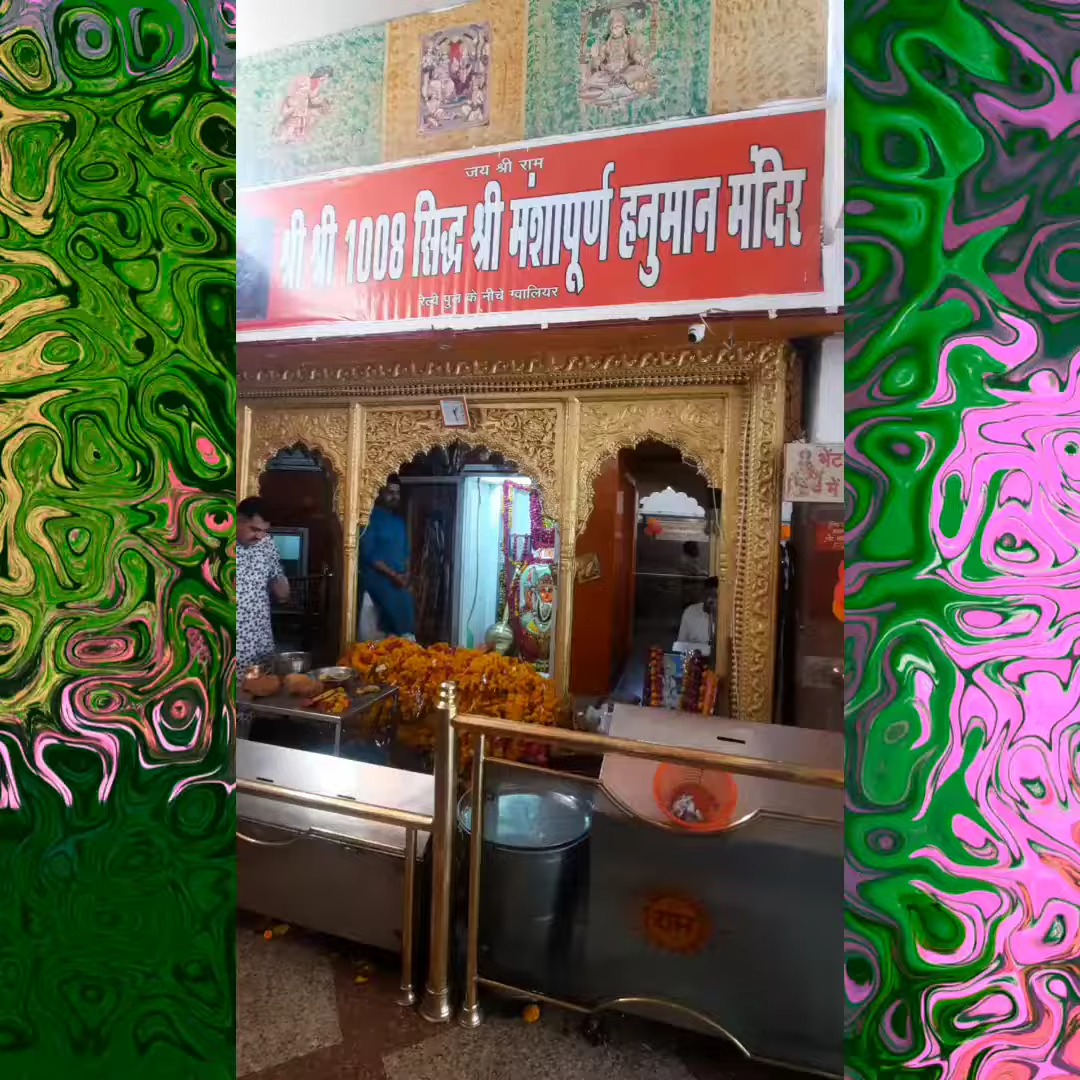 जय श्री राम
श्री श्री 1008 सिद्ध श्री मंशापूर्ण हनुमान मंदिर
रेल्वे पुल के नीचे ग्वालियर
भेंट
में
राम